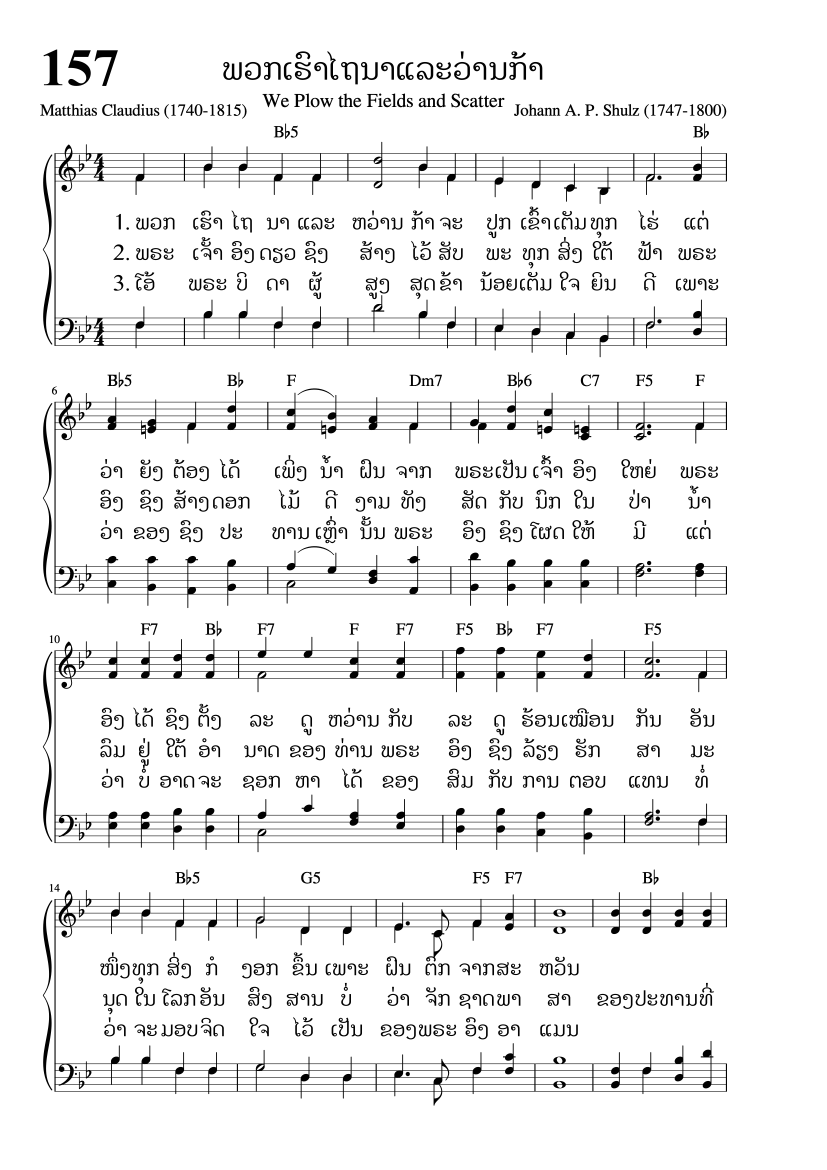 157
ພວກເຮົາໄຖນາແລະວ່ານກ້າ
We Plow the Fields and Scatter
Matthias Claudius (1740-1815) Johann A. P. Shulz (1747-1800)
B♭5 B♭
1. ພວກ ເຮົາ ໄຖ ນາ ແລະ ຫວ່ານ ກ້າ ຈະ ປູກ ເຂົ້າ ເຕັມ ທຸກ ໄຮ່ ແຕ່
2. ພຣະ ເຈົ້າ ອົງ ດຽວ ຊົງ ສ້າງ ໄວ້ ສັບ ພະ ທຸກ ສິ່ງ ໃຕ້ ຟ້າ ພຣະ
3. ໂອ້ ພຣະ ບິ ດາ ຜູ້ ສູງ ສຸດ ຂ້າ ນ້ອຍ ເຕັມ ໃຈ ຍິນ ດີ ເພາະ
6 B♭5 B♭ F Dm7 B♭6 C7 F5 F
ວ່າ ຍັງ ຕ້ອງ ໄດ້ ເພິ່ງ ນ້ຳ ຝົນ ຈາກ ພຣະ ເປັນ ເຈົ້າ ອົງ ໃຫຍ່ ພຣະ
ອົງ ຊົງ ສ້າງ ດອກ ໄມ້ ດີ ງາມ ທັງ ສັດ ກັບ ນົກ ໃນ ປ່າ ນ້ຳ
ວ່າ ຂອງ ຊົງ ປະ ທານ ເຫຼົ່າ ນັ້ນ ພຣະ ອົງ ຊົງ ໂຜດ ໃຫ້ ມີ ແຕ່
10 F7 B♭ F7 F F7 F5 B♭ F7 F5
ອົງ ໄດ້ ຊົງ ຕັ້ງ ລະ ດູ ຫວ່ານ ກັບ ລະ ດູ ຮ້ອນ ເໝືອນ ກັນ ອັນ
ລົມ ຢູ່ ໃຕ້ ອຳ ນາດ ຂອງ ທ່ານ ພຣະ ອົງ ຊົງ ລ້ຽງ ຮັກ ສາ ມະ
ວ່າ ບໍ່ ອາດ ຈະ ຊອກ ຫາ ໄດ້ ຂອງ ສົມ ກັບ ການ ຕອບ ແທນ ທໍ່
14 B♭5 G5 F5 F7 B♭
ໜຶ່ງ ທຸກ ສິ່ງ ກໍ ງອກ ຂຶ້ນ ເພາະ ຝົນ ຕົກ ຈາກ ສະ ຫວັນ
ນຸດ ໃນ ໂລກ ອັນ ສົງ ສານ ບໍ່ ວ່າ ຈັກ ຊາດ ພາ ສາ ຂອງ ປະທານ ທີ່
ວ່າ ຈະ ມອບ ຈິດ ໃຈ ໄວ້ ເປັນ ຂອງ ພຣະ ອົງ ອາ ແມນ